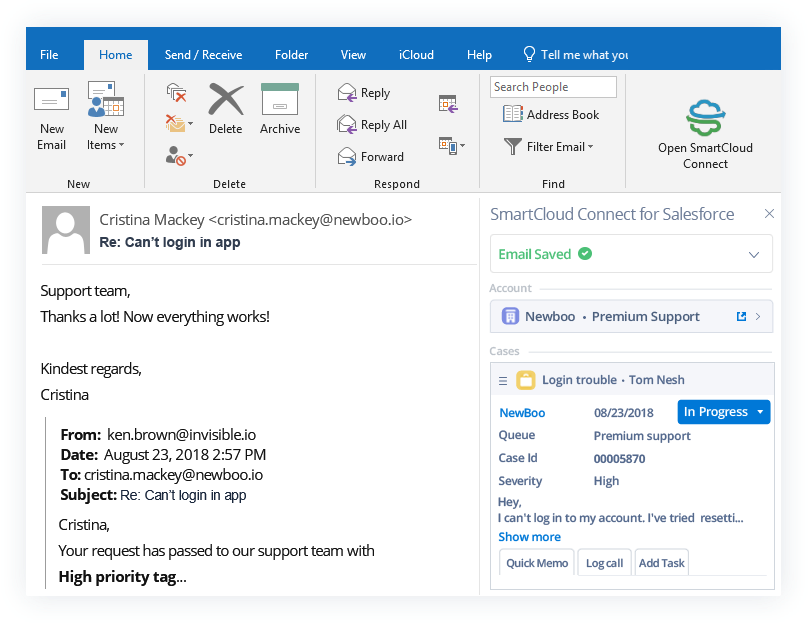 File Home Send / Receive Folder View iCloud Help Tell me what you
New Email
New Items
New
Delete
Archive
Delete
Reply
Reply All
Forward
Respond
Search People
Address Book
Filter Email
Find
Open SmartCloud
Connect
Cristina Mackey <cristina.mackey@newboo.io>
Re: Can't login in app
Support team,
Thanks a lot! Now everything works!
Kindest regards,
Cristina
From: ken.brown@invisible.io
Date: August 23, 2018 2:57 PM
To: cristina.mackey@newboo.io
Subject: Re: Can't login in app
Cristina,
Your request has passed to our support team with
High priority tag...
SmartCloud Connect for Salesforce
Email Saved
Account
Newboo • Premium Support
Cases
Login trouble • Tom Nesh
NewBoo 08/23/2018 In Progress
Queue Premium support
Case Id 00005870
Severity High
Hey,
I can't log in to my account. I've tried resetti...
Show more
Quick Memo Log call Add Task